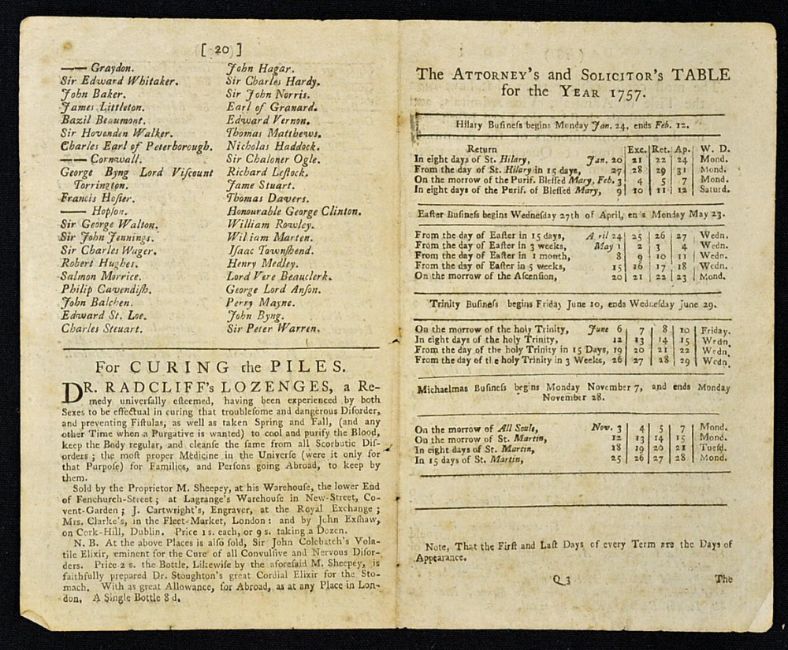 [ 20 ]
—— Graydon.
Sir Edward Whitaker.
John Baker.
James Littleton.
Bazil Beaumont.
Sir Hovenden Walker.
Charles Earl of Peterborough.
—— Cornwall.
George Byng Lord Viſcount
Torrington.
Francis Hoſier.
—— Hopſon.
Sir George Walton.
Sir John Jennings.
Sir Charles Wager.
Robert Hughes.
Salmon Morrice.
Philip Cavendiſh.
John Balchen.
Edward St. Loe.
Charles Steuart.
John Hagar.
Sir Charles Hardy.
Sir John Norris.
Earl of Granard.
Edward Vernon.
Thomas Matthews.
Nicholas Haddock.
Sir Chaloner Ogle.
Richard Leſtock.
Jame Stuart.
Thomas Davers.
Honourable George Clinton.
William Rowley.
William Marten.
Iſaac Townſhend.
Henry Medley.
Lord Vere Beauclerk.
George Lord Anſon.
Perry Mayne.
John Byng.
Sir Peter Warren.
For CURING the PILES.
DR. RADCLIFF's LOZENGES, a Re-
medy univerſally eſteemed, having been experienced by both
Sexes to be effectual in curing that troubleſome and dangerous Diſorder,
and preventing Fiſtulas, as well as taken Spring and Fall, (and any
other Time when a Purgative is wanted) to cool and purify the Blood,
keep the Body regular, and cleanſe the ſame from all Scorbutic Diſ-
orders; the moſt proper Medicine in the Univerſe (were it only for
that Purpoſe) for Families, and Perſons going Abroad, to keep by
them.
Sold by the Proprietor M. Sheepey, at his Warehouſe, the lower End
of Fenchurch-Street; at Lagrange's Warehouſe in New-Street, Co-
vent-Garden; J. Cartwright's, Engraver, at the Royal Exchange;
Mrs. Clarke's, in the Fleet-Market, London: and by John Exſhaw,
on Cork-Hill, Dublin. Price 1 s. each, or 9 s. taking a Dozen.
N. B. At the above Places is alſo ſold, Sir John Colebatch's Vola-
tile Elixir, eminent for the Cure of all Convulſive and Nervous Diſor-
ders. Price 2 s. the Bottle. Likewiſe by the aforeſaid M. Sheepey, is
faithfully prepared Dr. Stoughton's great Cordial Elixir for the Sto-
mach. With as great Allowance, for Abroad, as at any Place in Lon-
don. A Single Bottle 8 d.
The ATTORNEY's and SOLICITOR's TABLE
for the YEAR 1757.
Hilary Buſineſs begins Monday Jan. 24, ends Feb. 12.
Return Exc. Ret. Ap. W. D.
In eight days of St. Hilary, Jan. 20 21 22 24 Mond.
From the day of St. Hilary in 15 days, 27 28 29 31 Mond.
On the morrow of the Purif. Bleſſed Mary, Feb. 3 4 5 7 Mond.
In eight days of the Purif. of Bleſſed Mary, 9 10 11 12 Saturd.
Eaſter Buſineſs begins Wedneſday 27th of April, ends Monday May 23.
From the day of Eaſter in 15 days, April 24 25 26 27 Wedn.
From the day of Eaſter in 3 weeks, May 1 2 3 4 Wedn.
From the day of Eaſter in 1 month, 8 9 10 11 Wedn.
From the day of Eaſter in 5 weeks, 15 16 17 18 Wedn.
On the morrow of the Aſcenſion, 20 21 22 23 Mond.
Trinity Buſineſs begins Friday June 10, ends Wedneſday June 29.
On the morrow of the holy Trinity, June 6 7 8 10 Friday.
In eight days of the holy Trinity, 12 13 14 15 Wedn.
From the day of the holy Trinity in 15 Days, 19 20 21 22 Wedn.
From the day of the holy Trinity in 3 Weeks, 26 27 28 29 Wedn.
Michaelmas Buſineſs begins Monday November 7, and ends Monday
November 28.
On the morrow of All Souls, Nov. 3 4 5 7 Mond.
On the morrow of St. Martin, 12 13 14 15 Mond.
In eight days of St. Martin, 18 19 20 21 Tueſd.
In 15 days of St. Martin, 25 26 27 28 Mond.
Note, That the Firſt and Laſt Days of every Term are the Days of
Appearance.
Q 3
The